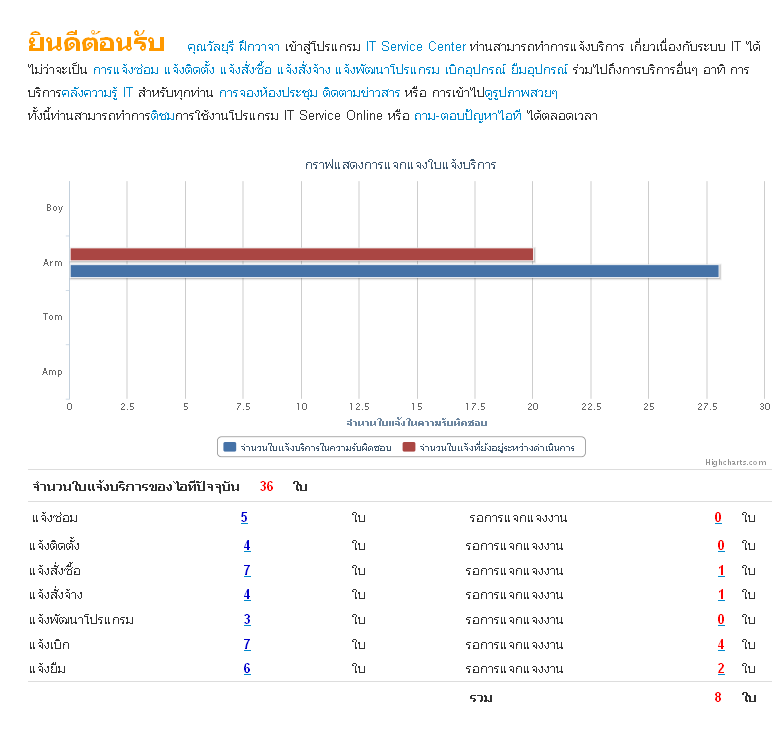 ยินดีต้อนรับ คุณวัลยุรี ฝึกวาจา เข้าสู่โปรแกรม IT Service Center ท่านสามารถทำการแจ้งบริการ เกี่ยวเนื่องกับระบบ IT ได้
ไม่ว่าจะเป็น การแจ้งซ่อม แจ้งติดตั้ง แจ้งสั่งซื้อ แจ้งสั่งจ้าง แจ้งพัฒนาโปรแกรม เบิกอุปกรณ์ ยืมอุปกรณ์ ร่วมไปถึงการบริการอื่นๆ อาทิ การ
บริการคลังความรู้ IT สำหรับทุกท่าน การจองห้องประชุม ติดตามข่าวสาร หรือ การเข้าไปดูรูปภาพสวยๆ
ทั้งนี้ท่านสามารถทำการติชมการใช้งานโปรแกรม IT Service Online หรือ ถาม-ตอบปัญหาไอที ได้ตลอดเวลา
กราฟแสดงการแจกแจงใบแจ้งบริการ
Boy
Arm
Tom
Amp
0 2.5 5 7.5 10 12.5 15 17.5 20 22.5 25 27.5 30
จำนวนใบแจ้งในความรับผิดชอบ
จำนวนใบแจ้งบริการในความรับผิดชอบ จำนวนใบแจ้งที่ยังอยู่ระหว่างดำเนินการ
Highcharts.com
จำนวนใบแจ้งบริการของไอทีปัจจุบัน 36 ใบ
แจ้งซ่อม 5 ใบ รอการแจกแจงงาน 0 ใบ
แจ้งติดตั้ง 4 ใบ รอการแจกแจงงาน 0 ใบ
แจ้งสั่งซื้อ 7 ใบ รอการแจกแจงงาน 1 ใบ
แจ้งสั่งจ้าง 4 ใบ รอการแจกแจงงาน 1 ใบ
แจ้งพัฒนาโปรแกรม 3 ใบ รอการแจกแจงงาน 0 ใบ
แจ้งเบิก 7 ใบ รอการแจกแจงงาน 4 ใบ
แจ้งยืม 6 ใบ รอการแจกแจงงาน 2 ใบ
รวม 8 ใบ